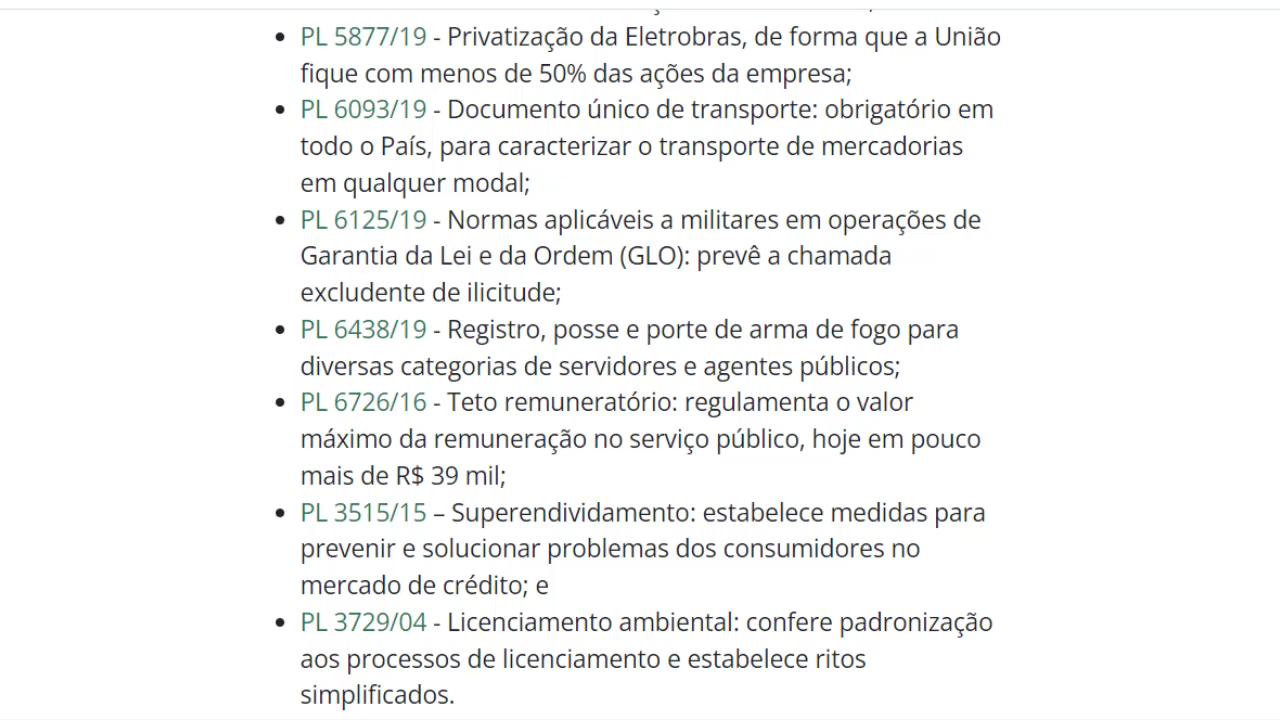 PL 5877/19 - Privatização da Eletrobras, de forma que a União
fique com menos de 50% das ações da empresa;
PL 6093/19 - Documento único de transporte: obrigatório em
todo o País, para caracterizar o transporte de mercadorias
em qualquer modal;
PL 6125/19 - Normas aplicáveis a militares em operações de
Garantia da Lei e da Ordem (GLO): prevê a chamada
excludente de ilicitude;
PL 6438/19 - Registro, posse e porte de arma de fogo para
diversas categorias de servidores e agentes públicos;
PL 6726/16 - Teto remuneratório: regulamenta o valor
máximo da remuneração no serviço público, hoje em pouco
mais de R$ 39 mil;
PL 3515/15 – Superendividamento: estabelece medidas para
prevenir e solucionar problemas dos consumidores no
mercado de crédito; e
PL 3729/04 - Licenciamento ambiental: confere padronização
aos processos de licenciamento e estabelece ritos
simplificados.